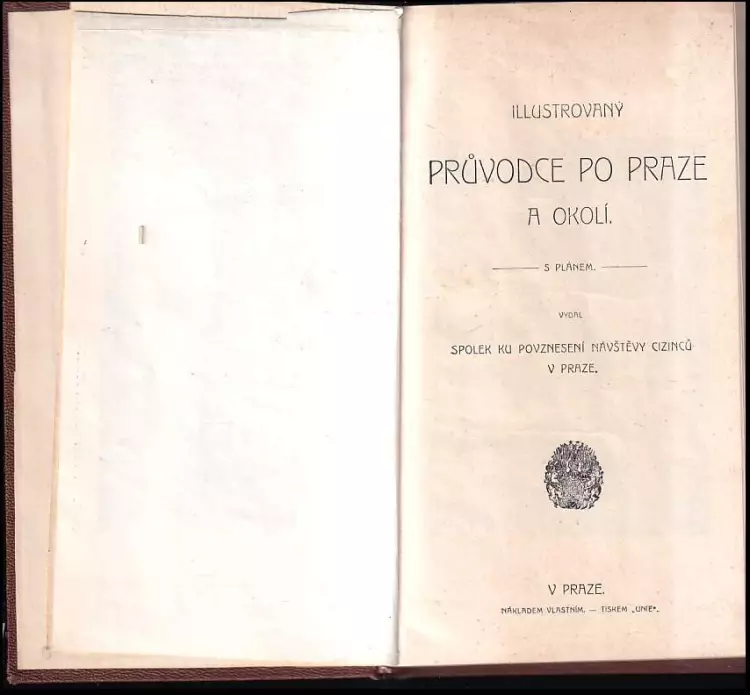 ILLUSTROVANÝ
PRŮVODCE PO PRAZE
A OKOLÍ.
S PLÁNEM.
VYDAL
SPOLEK KU POVZNESENÍ NÁVŠTĚVY CIZINCŮ
V PRAZE.
V PRAZE.
NÁKLADEM VLASTNÍM. — TISKEM „UNIE“.